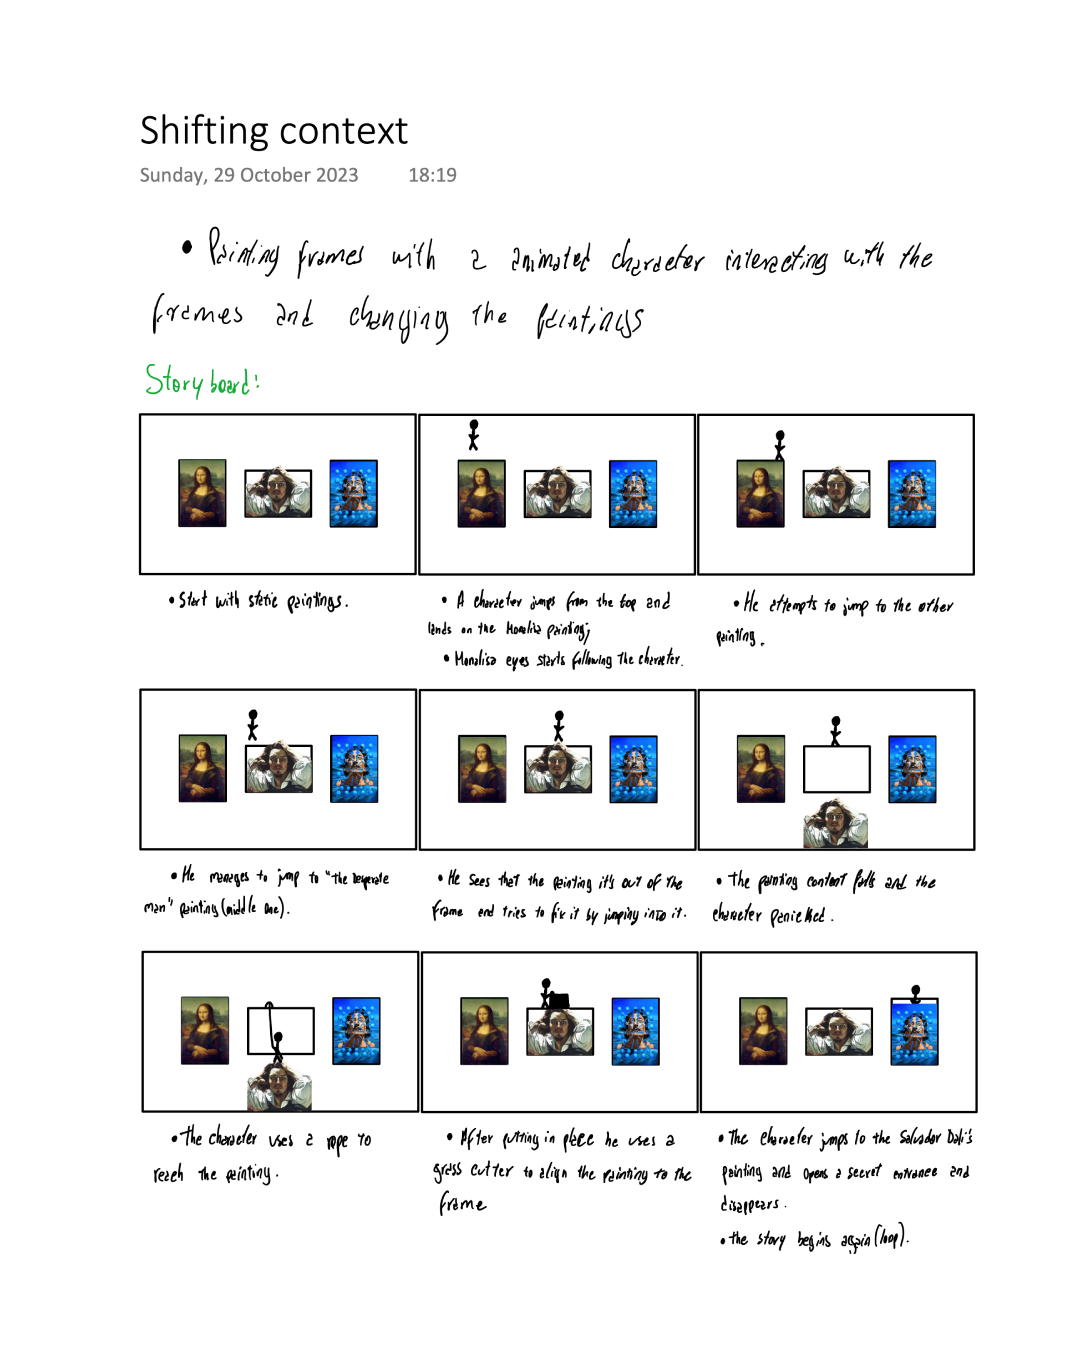 Shifting context
Sunday, 29 October 2023 18:19
• Painting frames with a animated character interacting with the
frames and changing the paintings
Story board:
• Start with static paintings.
• A character jumps from the top and
lands on the Monalisa painting;
• Monalisa eyes starts following the character.
• He attempts to jump to the other
painting.
• He maneges to jump to "the Desperate
man" painting (middle one).
• He sees that the painting it's out of the
frame and tries to fix it by jumping into it.
• The painting content falls and the
character panicked.
• The character uses a rope to
reach the painting.
• After putting in place he uses a
grass cutter to align the painting to the
frame
• The character jumps to the Salvador Dali's
painting and opens a secret entrance and
disappears.
• the story begins again (loop).